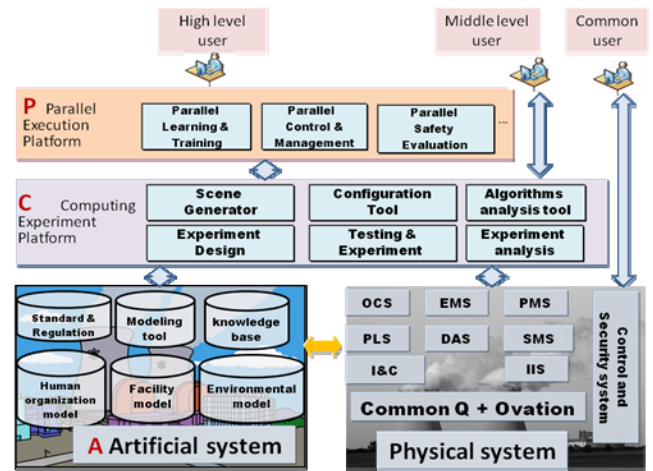 High level
user
Middle level
user
Common
user
P Parallel
Execution
Platform
Parallel
Learning &
Training
Parallel
Control &
Management
Parallel
Safety
Evaluation
...
C Computing
Experiment
Platform
Scene
Generator
Configuration
Tool
Algorithms
analysis tool
Experiment
Design
Testing &
Experiment
Experiment
analysis
Standard &
Regulation
Modeling
tool
knowledge
base
Human
organization
model
Facility
model
Environmental
model
A Artificial system
OCS
EMS
PMS
PLS
DAS
SMS
I&C
IIS
Common Q + Ovation
Control and
Security system
Physical system